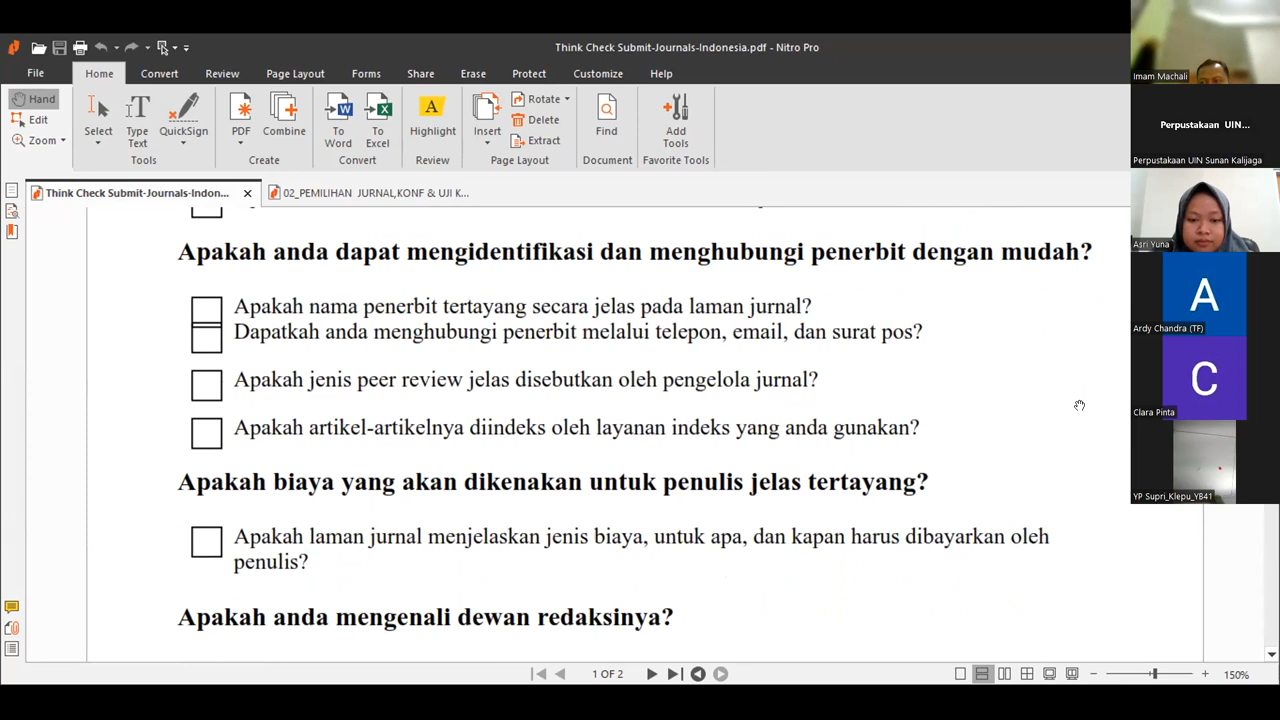 Think Check Submit-Journals-Indonesia.pdf - Nitro Pro
File Home Convert Review Page Layout Forms Share Erase Protect Customize Help
Hand
Edit
Zoom
Select
Type Text
QuickSign
Tools
PDF
Combine
Create
To Word
To Excel
Convert
A
Highlight
Review
Insert
Rotate
Delete
Extract
Page Layout
Find
Document
Add Tools
Favorite Tools
Think Check Submit-Journals-Indon...
02_PEMILIHAN JURNAL,KONF & UJI K...
Apakah anda dapat mengidentifikasi dan menghubungi penerbit dengan mudah?
Apakah nama penerbit tertayang secara jelas pada laman jurnal?
Dapatkah anda menghubungi penerbit melalui telepon, email, dan surat pos?
Apakah jenis peer review jelas disebutkan oleh pengelola jurnal?
Apakah artikel-artikelnya diindeks oleh layanan indeks yang anda gunakan?
Apakah biaya yang akan dikenakan untuk penulis jelas tertayang?
Apakah laman jurnal menjelaskan jenis biaya, untuk apa, dan kapan harus dibayarkan oleh
penulis?
Apakah anda mengenali dewan redaksinya?
1 OF 2
150%
Imam Machali
Perpustakaan UIN...
Perpustakaan UIN Sunan Kalijaga
Asri Yuna
A
Ardy Chandra (TF)
C
Clara Pinta
YP Supri_Klepu_YB41